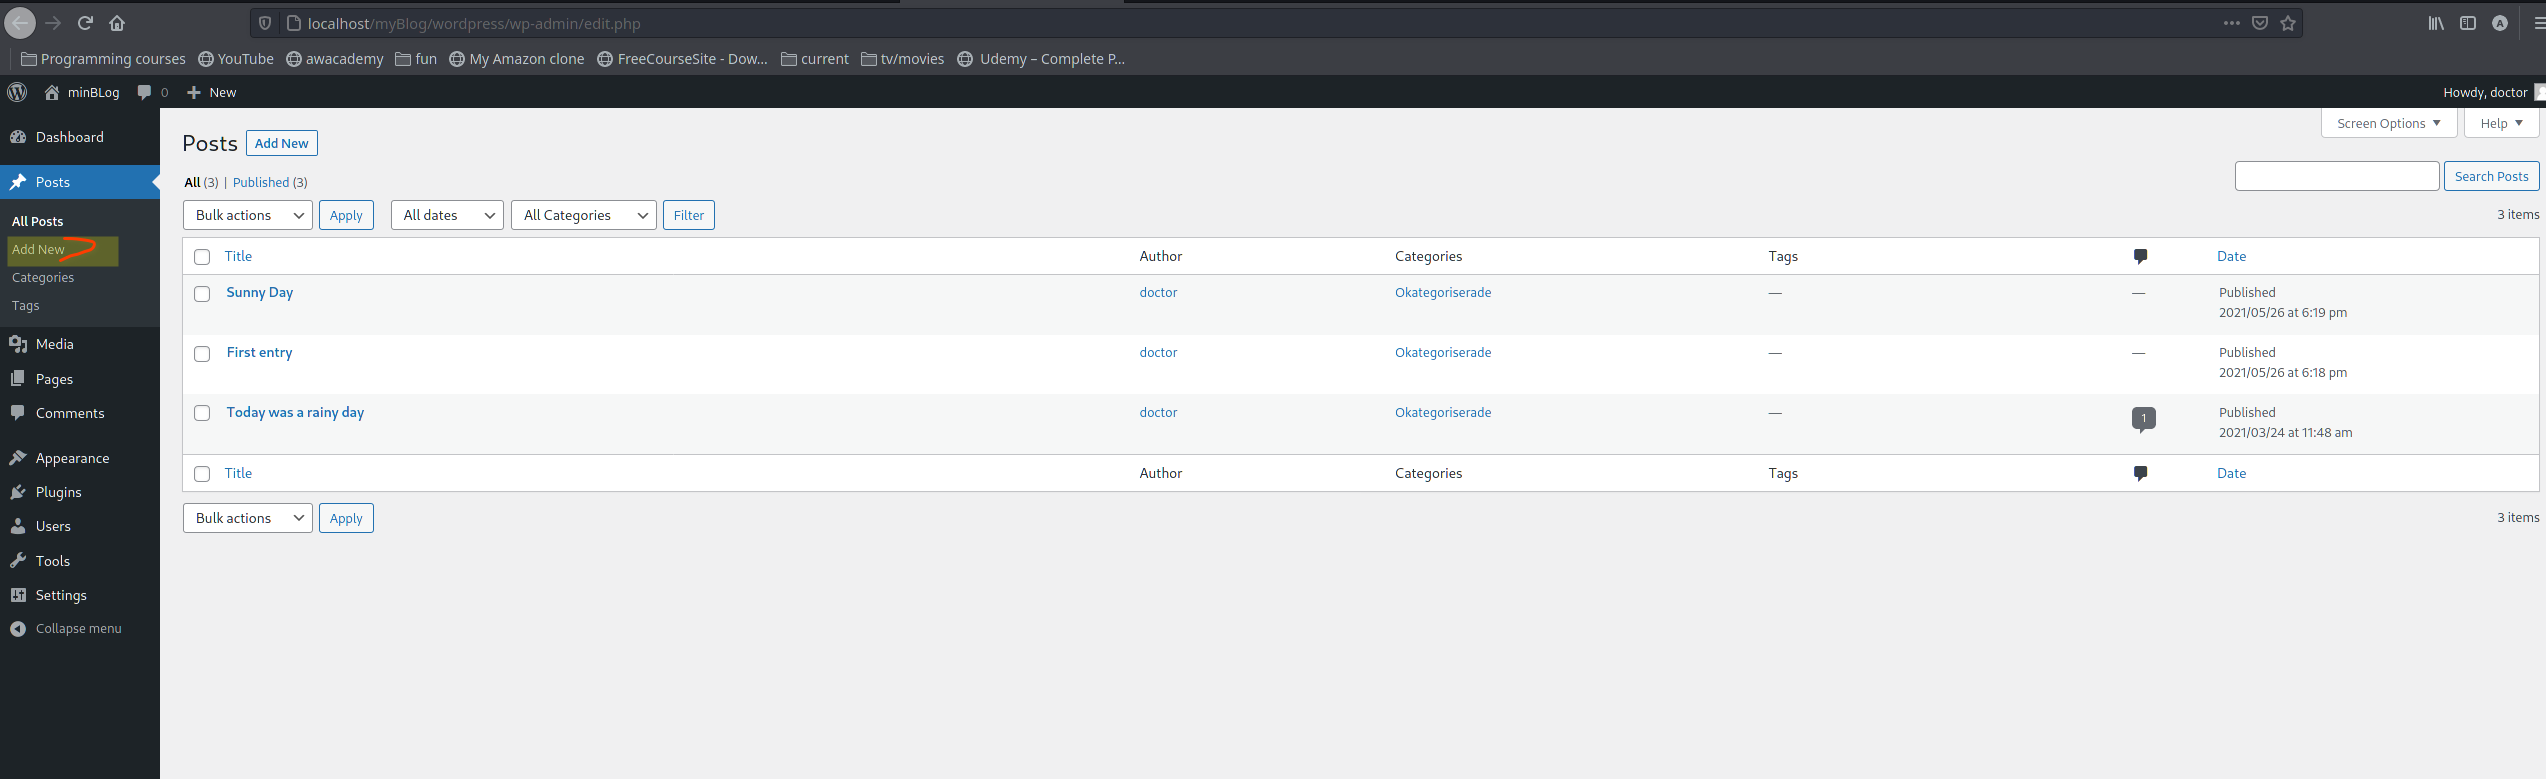 localhost/myBlog/wordpress/wp-admin/edit.php
Programming courses YouTube awacademy fun My Amazon clone FreeCourseSite - Dow... current tv/movies Udemy – Complete P...
minBLog 0 + New Howdy, doctor
Dashboard
Posts
All Posts
Add New
Categories
Tags
Media
Pages
Comments
Appearance
Plugins
Users
Tools
Settings
Collapse menu
Screen Options Help
Posts Add New
All (3) | Published (3)
Search Posts
Bulk actions Apply All dates All Categories Filter 3 items
Title Author Categories Tags Date
Sunny Day doctor Okategoriserade — — Published
2021/05/26 at 6:19 pm
First entry doctor Okategoriserade — — Published
2021/05/26 at 6:18 pm
Today was a rainy day doctor Okategoriserade — 1 Published
2021/03/24 at 11:48 am
Title Author Categories Tags Date
Bulk actions Apply 3 items